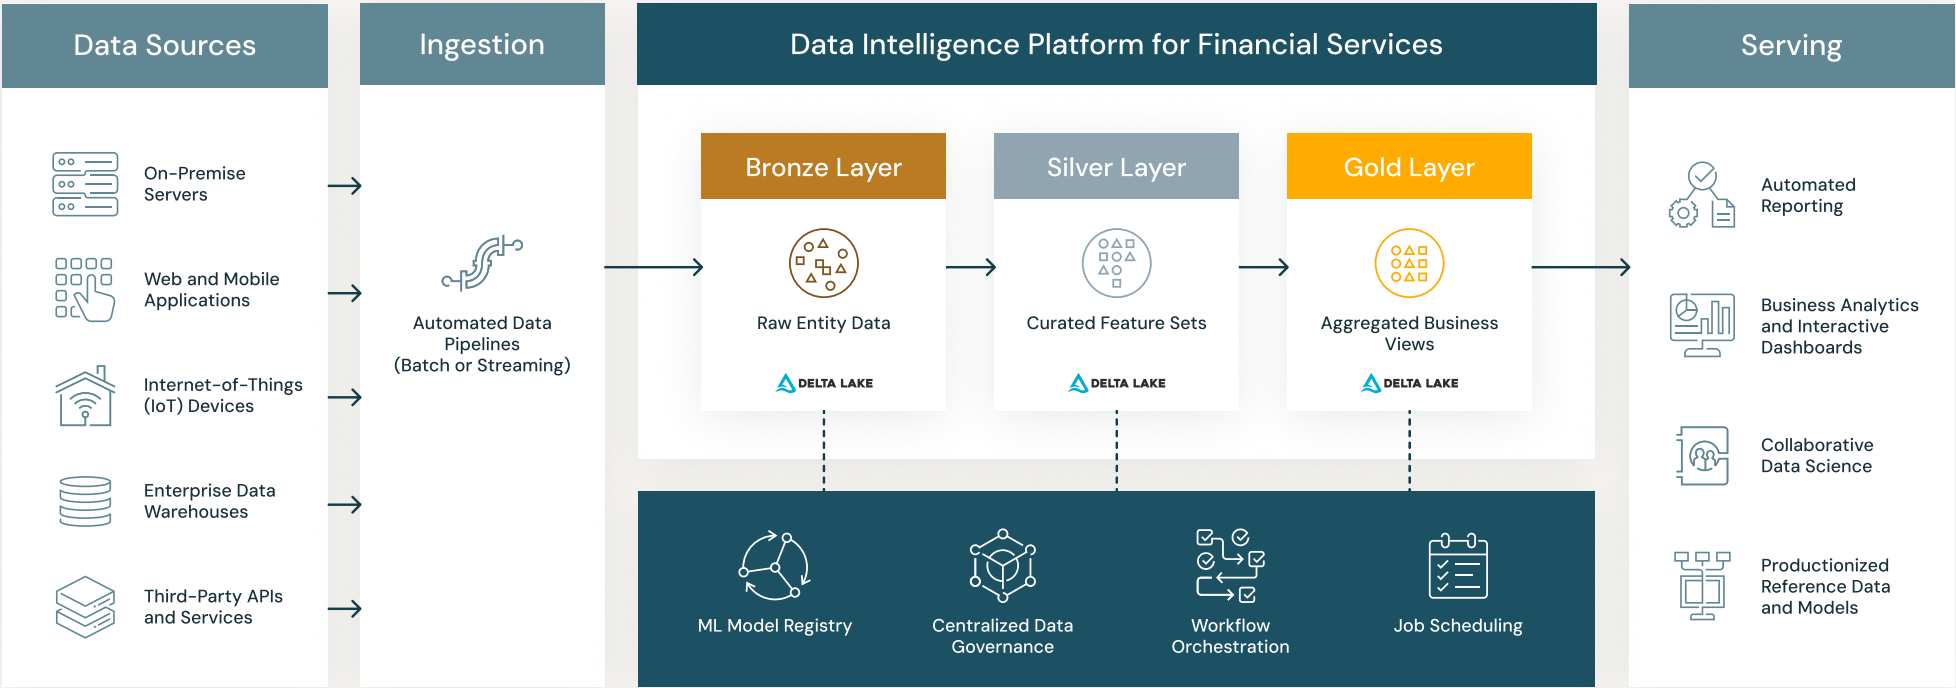 Data Sources
On-Premise
Servers
Web and Mobile
Applications
Internet-of-Things
(IoT) Devices
Enterprise Data
Warehouses
Third-Party APIs
and Services
Ingestion
Automated Data
Pipelines
(Batch or Streaming)
Data Intelligence Platform for Financial Services
Bronze Layer
Raw Entity Data
DELTA LAKE
Silver Layer
Curated Feature Sets
DELTA LAKE
Gold Layer
Aggregated Business
Views
DELTA LAKE
ML Model Registry
Centralized Data
Governance
Workflow
Orchestration
Job Scheduling
Serving
Automated
Reporting
Business Analytics
and Interactive
Dashboards
Collaborative
Data Science
Productionized
Reference Data
and Models